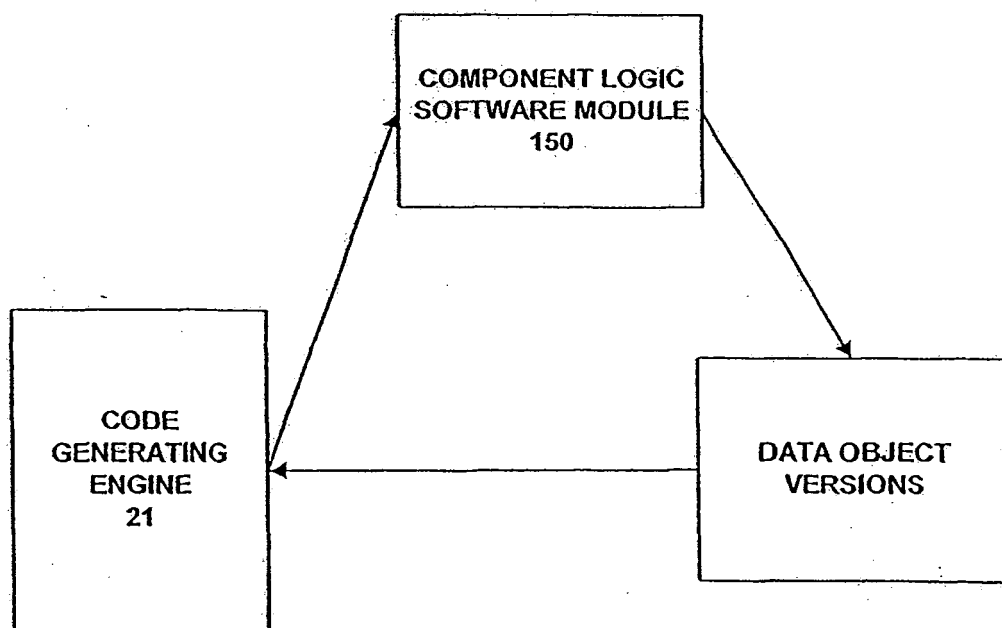 COMPONENT LOGIC
SOFTWARE MODULE
150
CODE
GENERATING
ENGINE
21
DATA OBJECT
VERSIONS